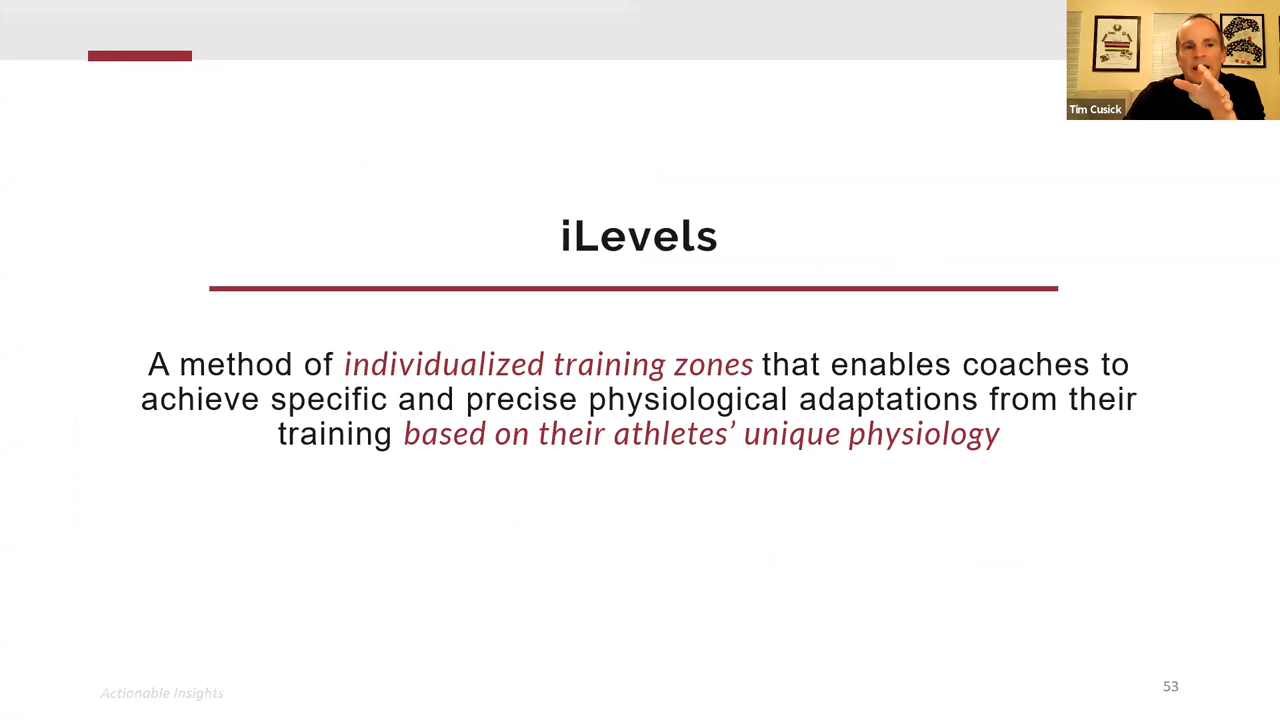 Tim Cusick
iLevels
A method of individualized training zones that enables coaches to
achieve specific and precise physiological adaptations from their
training based on their athletes’ unique physiology
Actionable Insights
53